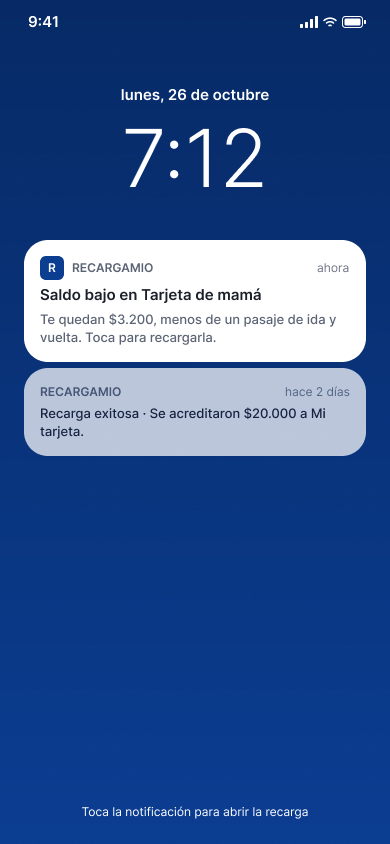 9:41
lunes, 26 de octubre
7:12
R RECARGAMIO ahora
Saldo bajo en Tarjeta de mamá
Te quedan $3.200, menos de un pasaje de ida y
vuelta. Toca para recargarla.
RECARGAMIO hace 2 días
Recarga exitosa · Se acreditaron $20.000 a Mi
tarjeta.
Toca la notificación para abrir la recarga